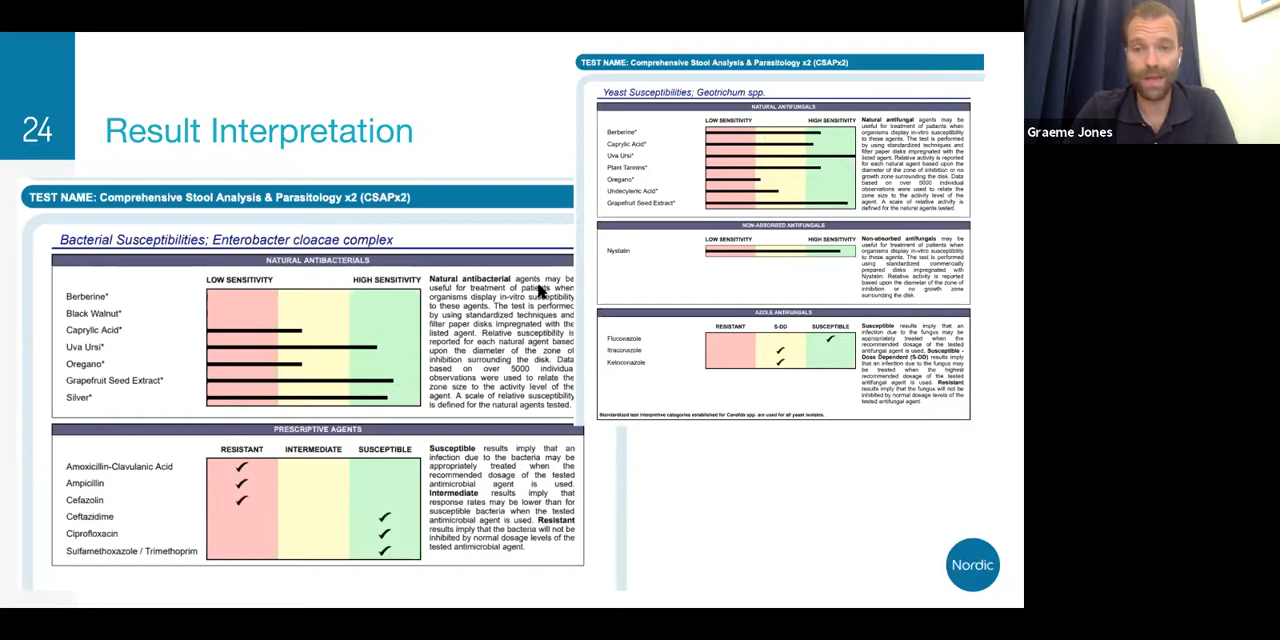 24
Result Interpretation
TEST NAME: Comprehensive Stool Analysis & Parasitology x2 (CSAPx2)
Bacterial Susceptibilities; Enterobacter cloacae complex
NATURAL ANTIBACTERIALS
LOW SENSITIVITY HIGH SENSITIVITY
Berberine*
Black Walnut*
Caprylic Acid*
Uva Ursi*
Oregano*
Grapefruit Seed Extract*
Silver*
Natural antibacterial agents may be
useful for treatment of patients when
organisms display in-vitro susceptibility
to these agents. The test is performed
by using standardized techniques and
filter paper disks impregnated with the
listed agent. Relative susceptibility is
reported for each natural agent based
upon the diameter of the zone of
inhibition surrounding the disk. Data
based on over 5000 individual
observations were used to relate the
zone size to the activity level of the
agent. A scale of relative susceptibility
is defined for the natural agents tested.
PRESCRIPTIVE AGENTS
RESISTANT INTERMEDIATE SUSCEPTIBLE
Amoxicillin-Clavulanic Acid
Ampicillin
Cefazolin
Ceftazidime
Ciprofloxacin
Sulfamethoxazole / Trimethoprim
Susceptible results imply that an
infection due to the bacteria may be
appropriately treated when the
recommended dosage of the tested
antimicrobial agent is used.
Intermediate results imply that
response rates may be lower than for
susceptible bacteria when the tested
antimicrobial agent is used. Resistant
results imply that the bacteria will not be
inhibited by normal dosage levels of the
tested antimicrobial agent.
TEST NAME: Comprehensive Stool Analysis & Parasitology x2 (CSAPx2)
Yeast Susceptibilities; Geotrichum spp.
NATURAL ANTIFUNGALS
LOW SENSITIVITY HIGH SENSITIVITY
Berberine*
Caprylic Acid*
Uva Ursi*
Plant Tannins*
Oregano*
Undecylenic Acid*
Grapefruit Seed Extract*
Natural antifungal agents may be
useful for treatment of patients when
organisms display in-vitro susceptibility
to these agents. The test is performed
by using standardized techniques and
filter paper disks impregnated with the
listed agent. Relative activity is reported
for each natural agent based upon the
diameter of the zone of inhibition or no
growth zone surrounding the disk. Data
based on over 5000 individual
observations were used to relate the
zone size to the activity level of the
agent. A scale of relative activity is
defined for the natural agents tested.
NON-ABSORBED ANTIFUNGALS
LOW SENSITIVITY HIGH SENSITIVITY
Nystatin
Non-absorbed antifungals may be
useful for treatment of patients when
organisms display in-vitro susceptibility
to these agents. The test is performed
using standardized commercially
prepared disks impregnated with
Nystatin. Relative activity is reported
based upon the diameter of the zone of
inhibition or no growth zone
surrounding the disk.
AZOLE ANTIFUNGALS
RESISTANT S-DD SUSCEPTIBLE
Fluconazole
Itraconazole
Ketoconazole
Susceptible results imply that an
infection due to the fungus may be
appropriately treated when the
recommended dosage of the tested
antifungal agent is used. Susceptible -
Dose Dependent (S-DD) results imply
that an infection due to the fungus may
be treated when the highest
recommended dosage of the tested
antifungal agent is used. Resistant
results imply that the fungus will not be
inhibited by normal dosage levels of the
tested antifungal agent.
Standardized test interpretive categories established for Candida spp. are used for all yeast isolates.
Nordic
Graeme Jones